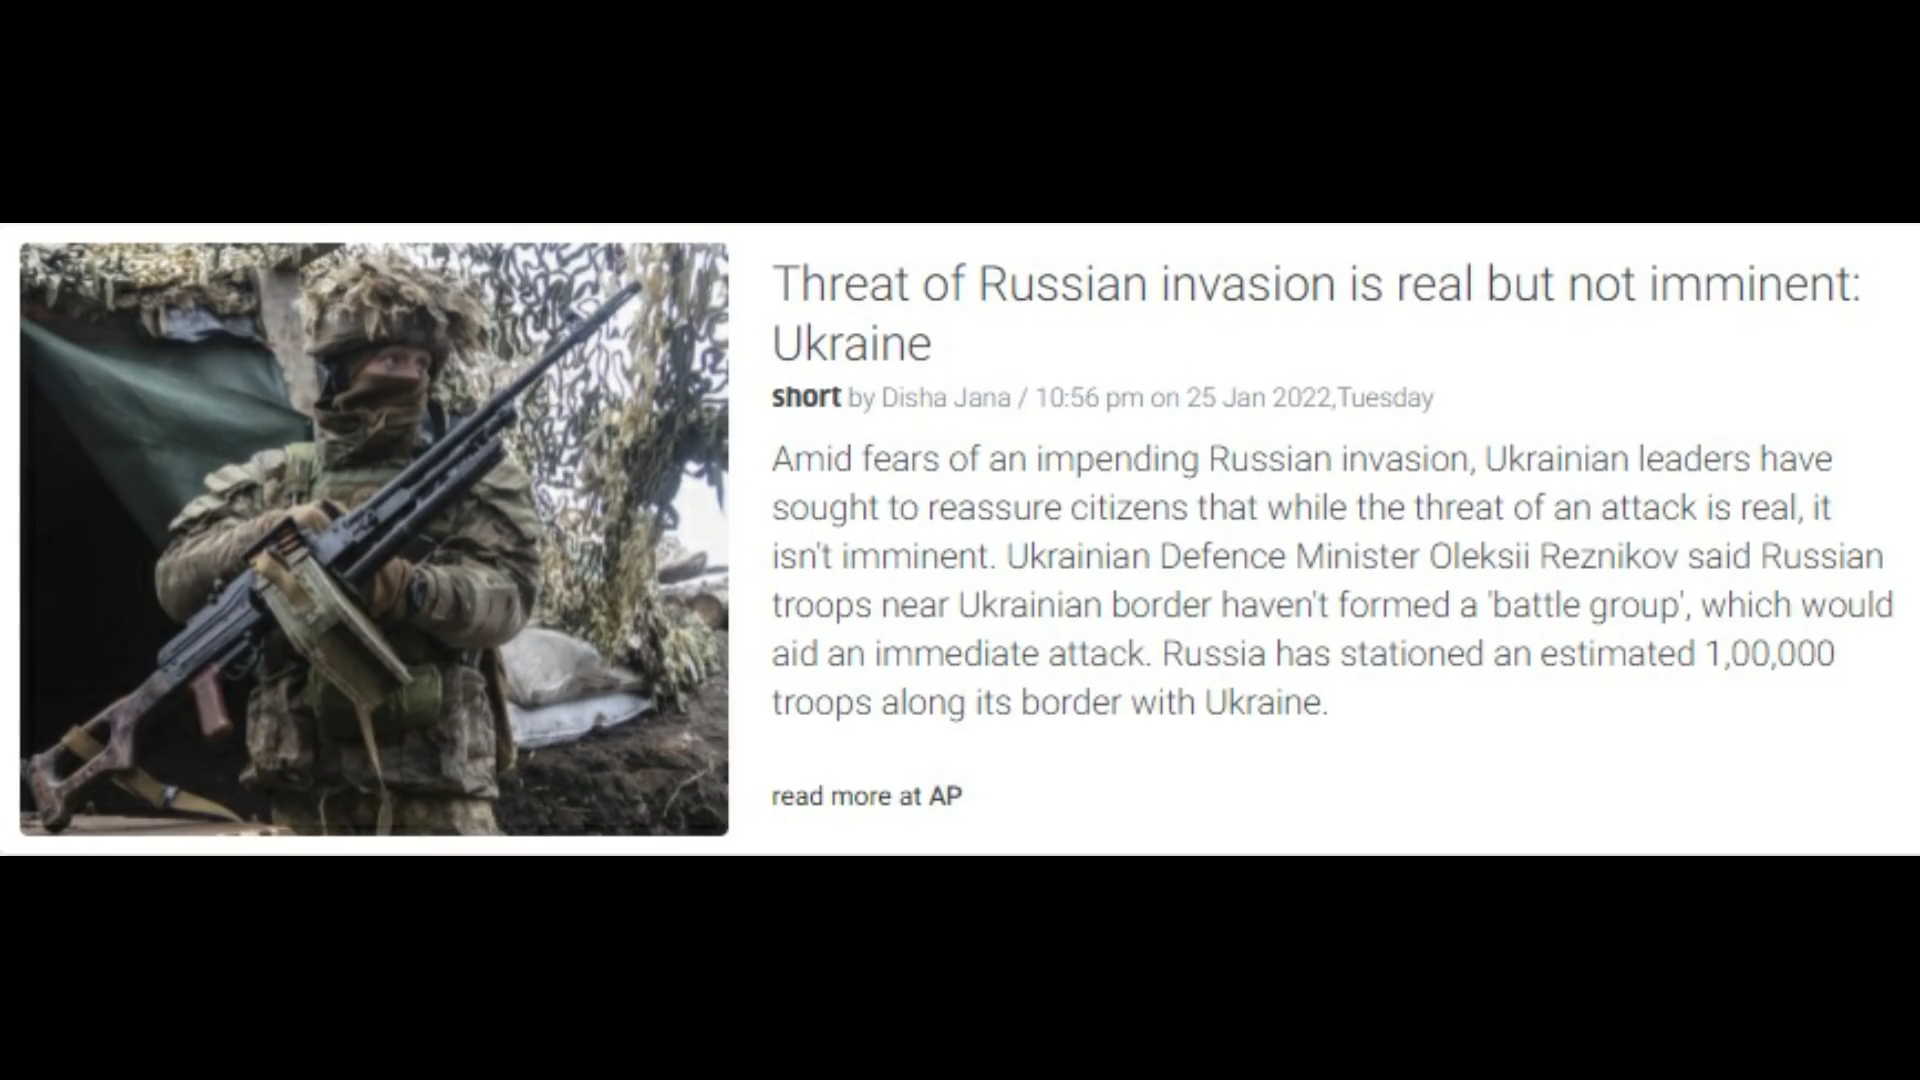 Threat of Russian invasion is real but not imminent:
Ukraine
short by Disha Jana / 10:56 pm on 25 Jan 2022,Tuesday
Amid fears of an impending Russian invasion, Ukrainian leaders have
sought to reassure citizens that while the threat of an attack is real, it
isn't imminent. Ukrainian Defence Minister Oleksii Reznikov said Russian
troops near Ukrainian border haven't formed a 'battle group', which would
aid an immediate attack. Russia has stationed an estimated 1,00,000
troops along its border with Ukraine.
read more at AP